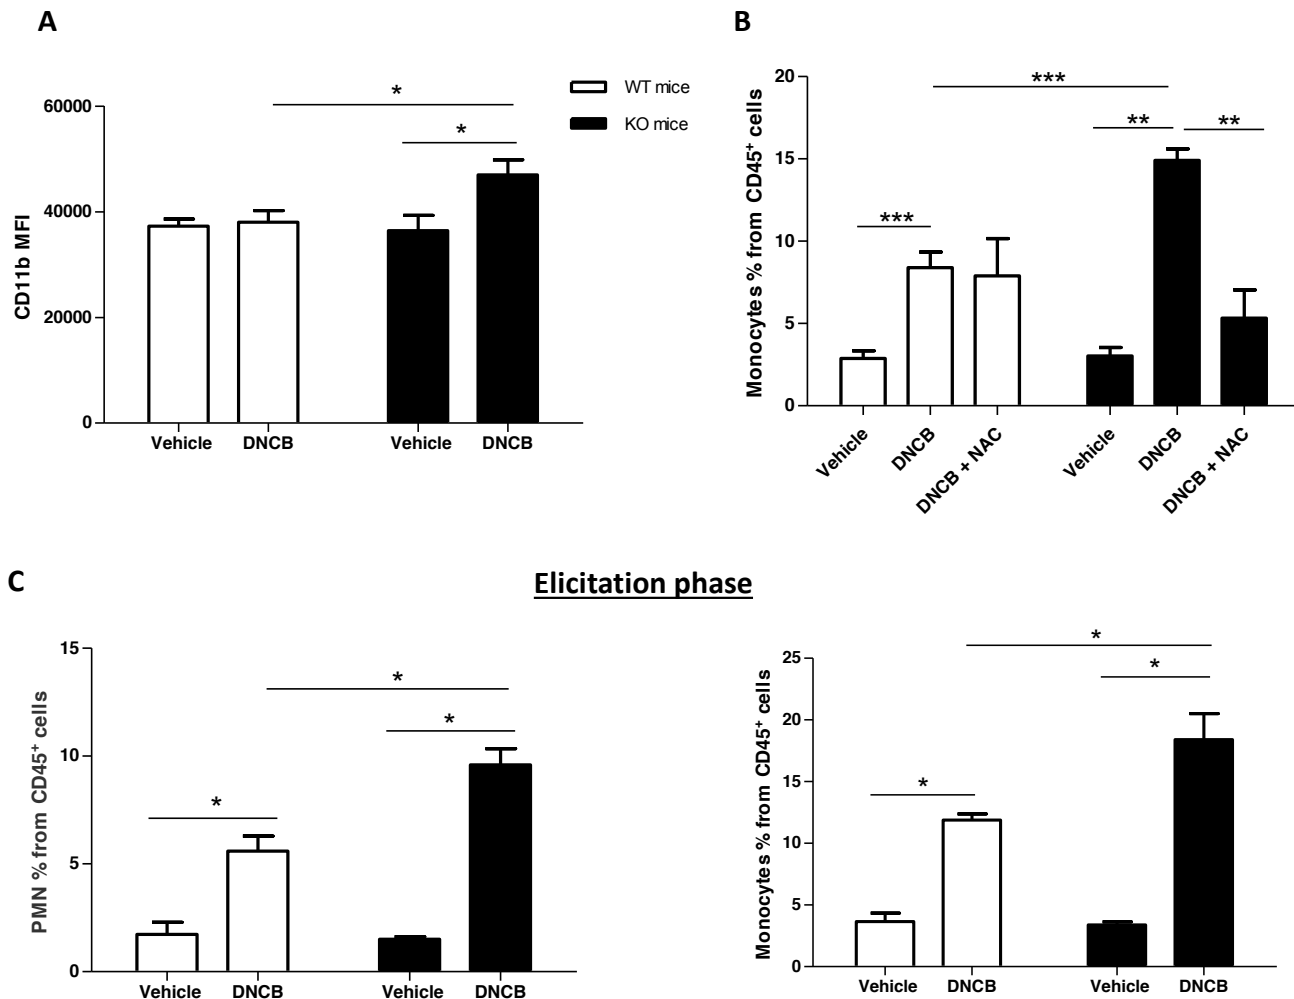 A
WT mice
KO mice
*
*
60000
40000
20000
0
CD11b MFI
Vehicle
DNCB
Vehicle
DNCB
B
***
**
**
***
20
15
10
5
0
Monocytes % from CD45⁺ cells
Vehicle
DNCB
DNCB + NAC
Vehicle
DNCB
DNCB + NAC
C
Elicitation phase
*
*
*
15
10
5
0
PMN % from CD45⁺ cells
Vehicle
DNCB
Vehicle
DNCB
*
*
*
25
20
15
10
5
0
Monocytes % from CD45⁺ cells
Vehicle
DNCB
Vehicle
DNCB